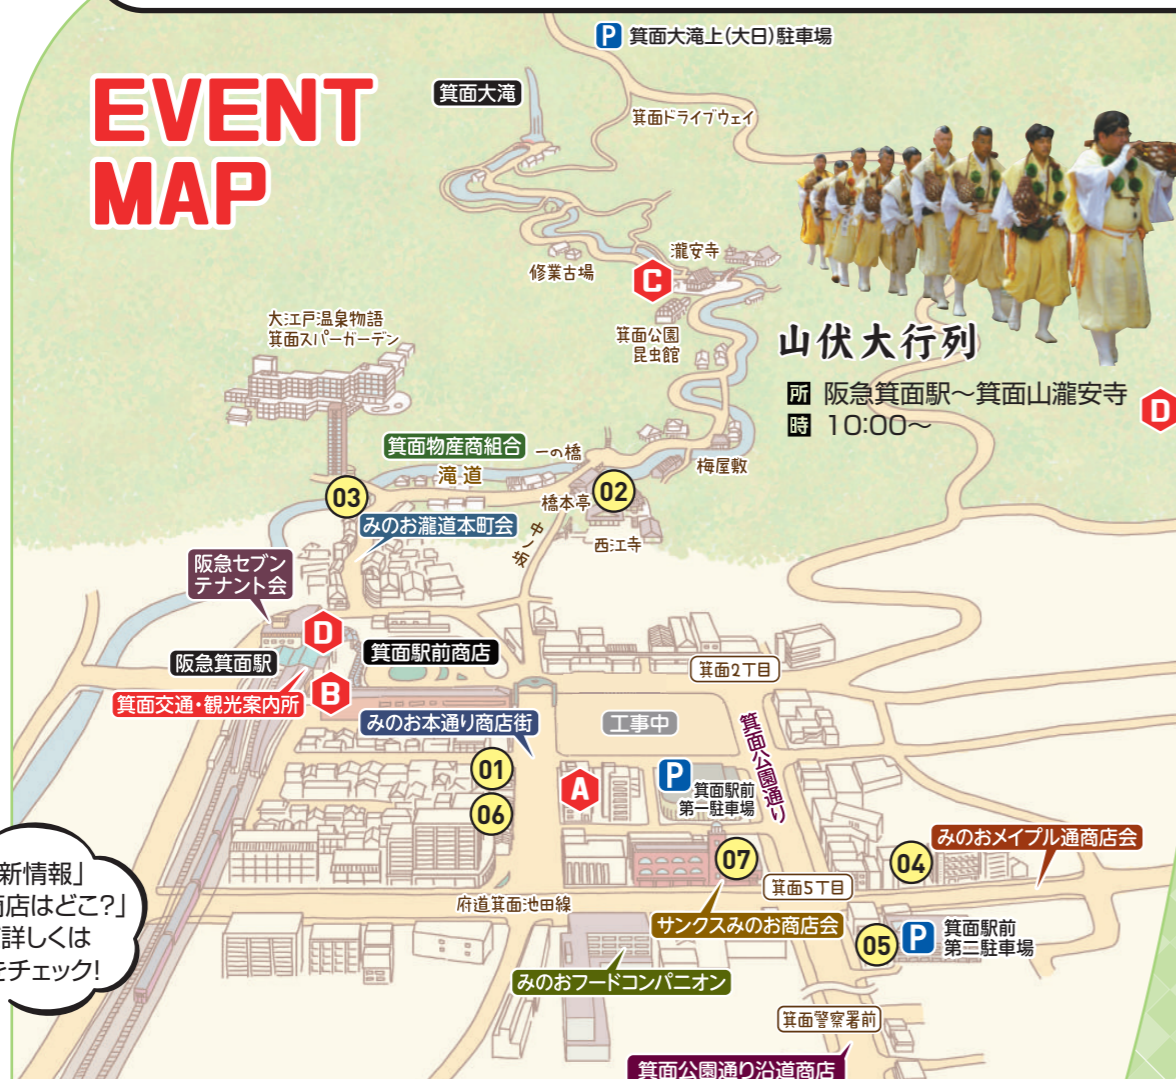 P 箕面大滝上(大日)駐車場
EVENT
MAP
箕面大滝
箕面ドライブウェイ
瀧安寺
修業古場
C
箕面公園
昆虫館
大江戸温泉物語
箕面スパーガーデン
山伏大行列
所 阪急箕面駅～箕面山瀧安寺
時 10:00～
D
箕面物産商組合
一の橋
滝道
梅屋敷
03
橋本亭
02
みのお瀧道本町会
中ノ坂
西江寺
阪急セブン
テナント会
D
箕面駅前商店
阪急箕面駅
箕面2丁目
B
箕面交通・観光案内所
みのお本通り商店街
工事中
箕面公園通り
01
A
P
箕面駅前
第一駐車場
06
07
04
みのおメイプル通商店会
新情報」
商店はどこ?」
詳しくは
をチェック!
府道箕面池田線
箕面5丁目
サンクスみのお商店会
05
P
箕面駅前
第二駐車場
みのおフードコンパニオン
箕面警察署前
箕面公園通り沿道商店